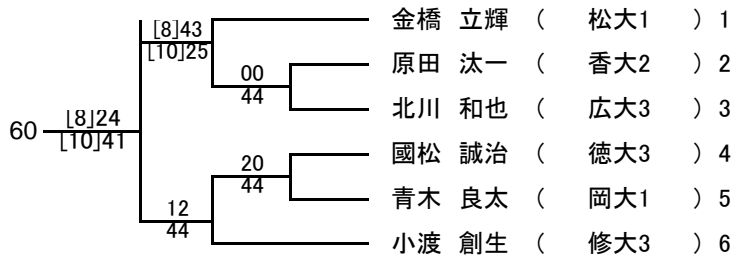 [8]43 金橋 立輝 ( 松大1 ) 1
[10]25
00 原田 汰一 ( 香大2 ) 2
44 北川 和也 ( 広大3 ) 3
60 [8]24
[10]41
20 國松 誠治 ( 徳大3 ) 4
44 青木 良太 ( 岡大1 ) 5
12
44 小渡 創生 ( 修大3 ) 6